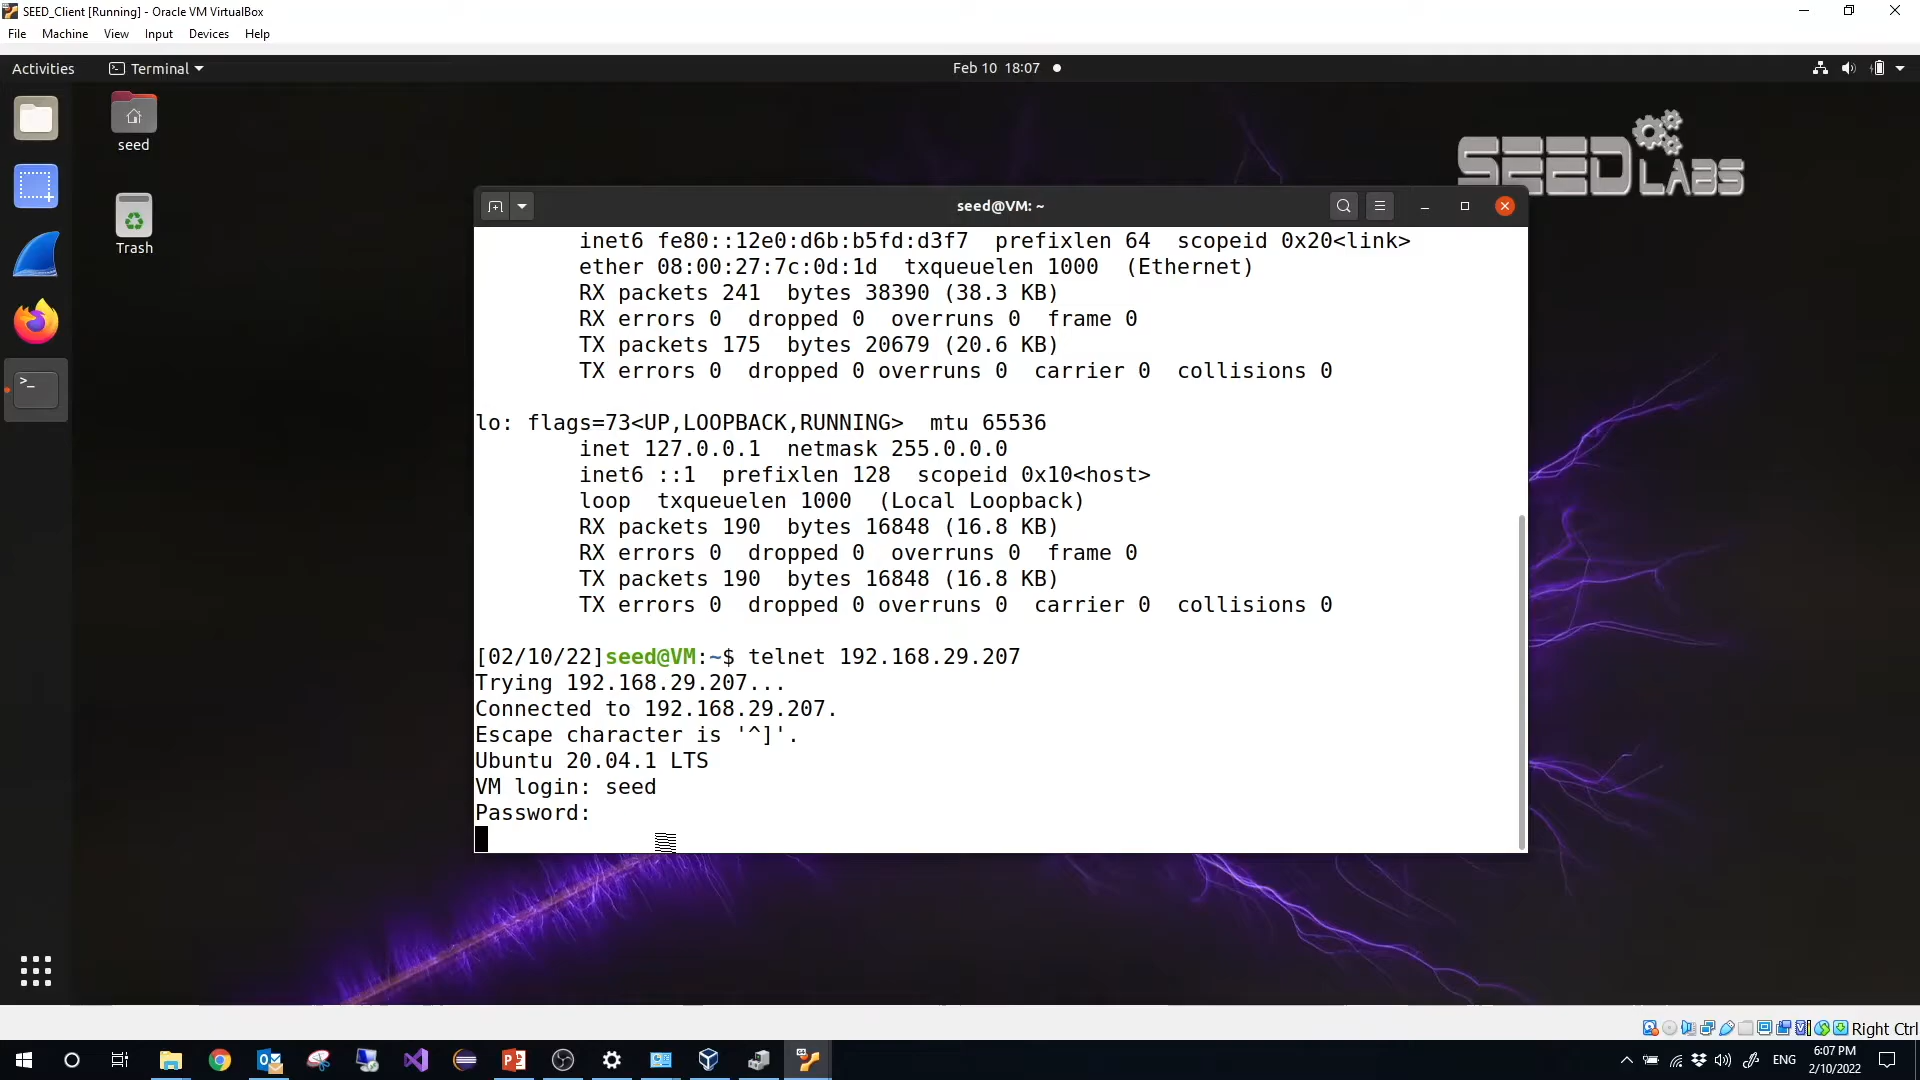 SEED_Client [Running] - Oracle VM VirtualBox
File Machine View Input Devices Help
Activities Terminal Feb 10 18:07
seed
Trash
SEED LABS
seed@VM: ~
inet6 fe80::12e0:d6b:b5fd:d3f7 prefixlen 64 scopeid 0x20<link>
ether 08:00:27:7c:0d:1d txqueuelen 1000 (Ethernet)
RX packets 241 bytes 38390 (38.3 KB)
RX errors 0 dropped 0 overruns 0 frame 0
TX packets 175 bytes 20679 (20.6 KB)
TX errors 0 dropped 0 overruns 0 carrier 0 collisions 0
lo: flags=73<UP,LOOPBACK,RUNNING> mtu 65536
inet 127.0.0.1 netmask 255.0.0.0
inet6 ::1 prefixlen 128 scopeid 0x10<host>
loop txqueuelen 1000 (Local Loopback)
RX packets 190 bytes 16848 (16.8 KB)
RX errors 0 dropped 0 overruns 0 frame 0
TX packets 190 bytes 16848 (16.8 KB)
TX errors 0 dropped 0 overruns 0 carrier 0 collisions 0
[02/10/22]seed@VM:~$ telnet 192.168.29.207
Trying 192.168.29.207...
Connected to 192.168.29.207.
Escape character is '^]'.
Ubuntu 20.04.1 LTS
VM login: seed
Password:
Right Ctrl
ENG
6:07 PM
2/10/2022